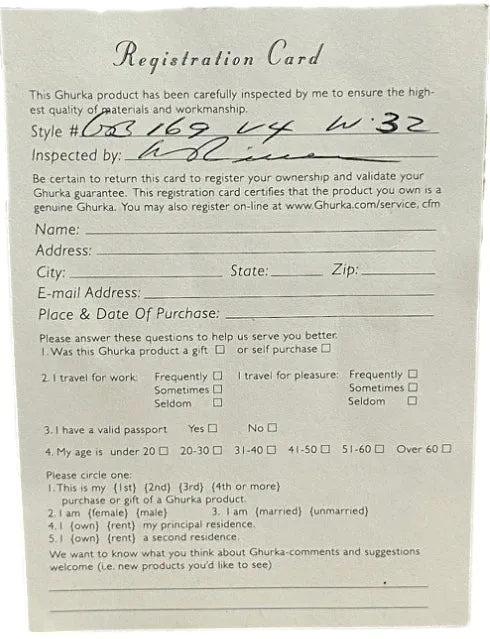 Registration Card
This Ghurka product has been carefully inspected by me to ensure the high-
est quality of materials and workmanship.
Style # 169 V4 W·32
Inspected by:
Be certain to return this card to register your ownership and validate your
Ghurka guarantee. This registration card certifies that the product you own is a
genuine Ghurka. You may also register on-line at www.Ghurka.com/service, cfm
Name:
Address:
City: State: Zip:
E-mail Address:
Place & Date Of Purchase:
Please answer these questions to help us serve you better.
1. Was this Ghurka product a gift ☐ or self purchase ☐
2. I travel for work: Frequently ☐ I travel for pleasure: Frequently ☐
Sometimes ☐ Sometimes ☐
Seldom ☐ Seldom ☐
3. I have a valid passport Yes ☐ No ☐
4. My age is under 20 ☐ 20-30 ☐ 31-40 ☐ 41-50 ☐ 51-60 ☐ Over 60 ☐
Please circle one:
1. This is my {1st} {2nd} {3rd} {4th or more}
purchase or gift of a Ghurka product.
2. I am {female} {male} 3. I am {married} {unmarried}
4. I {own} {rent} my principal residence.
5. I {own} {rent} a second residence.
We want to know what you think about Ghurka-comments and suggestions
welcome (i.e. new products you'd like to see)